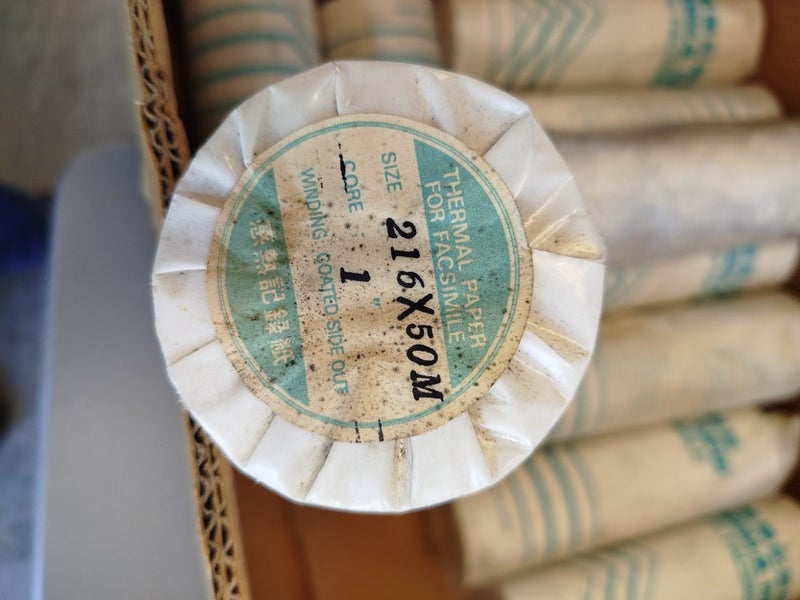 THERMAL PAPER
FOR FACSIMILE
SIZE 216X50M
CORE 1"
WINDING COATED SIDE OUT
感熱記録紙